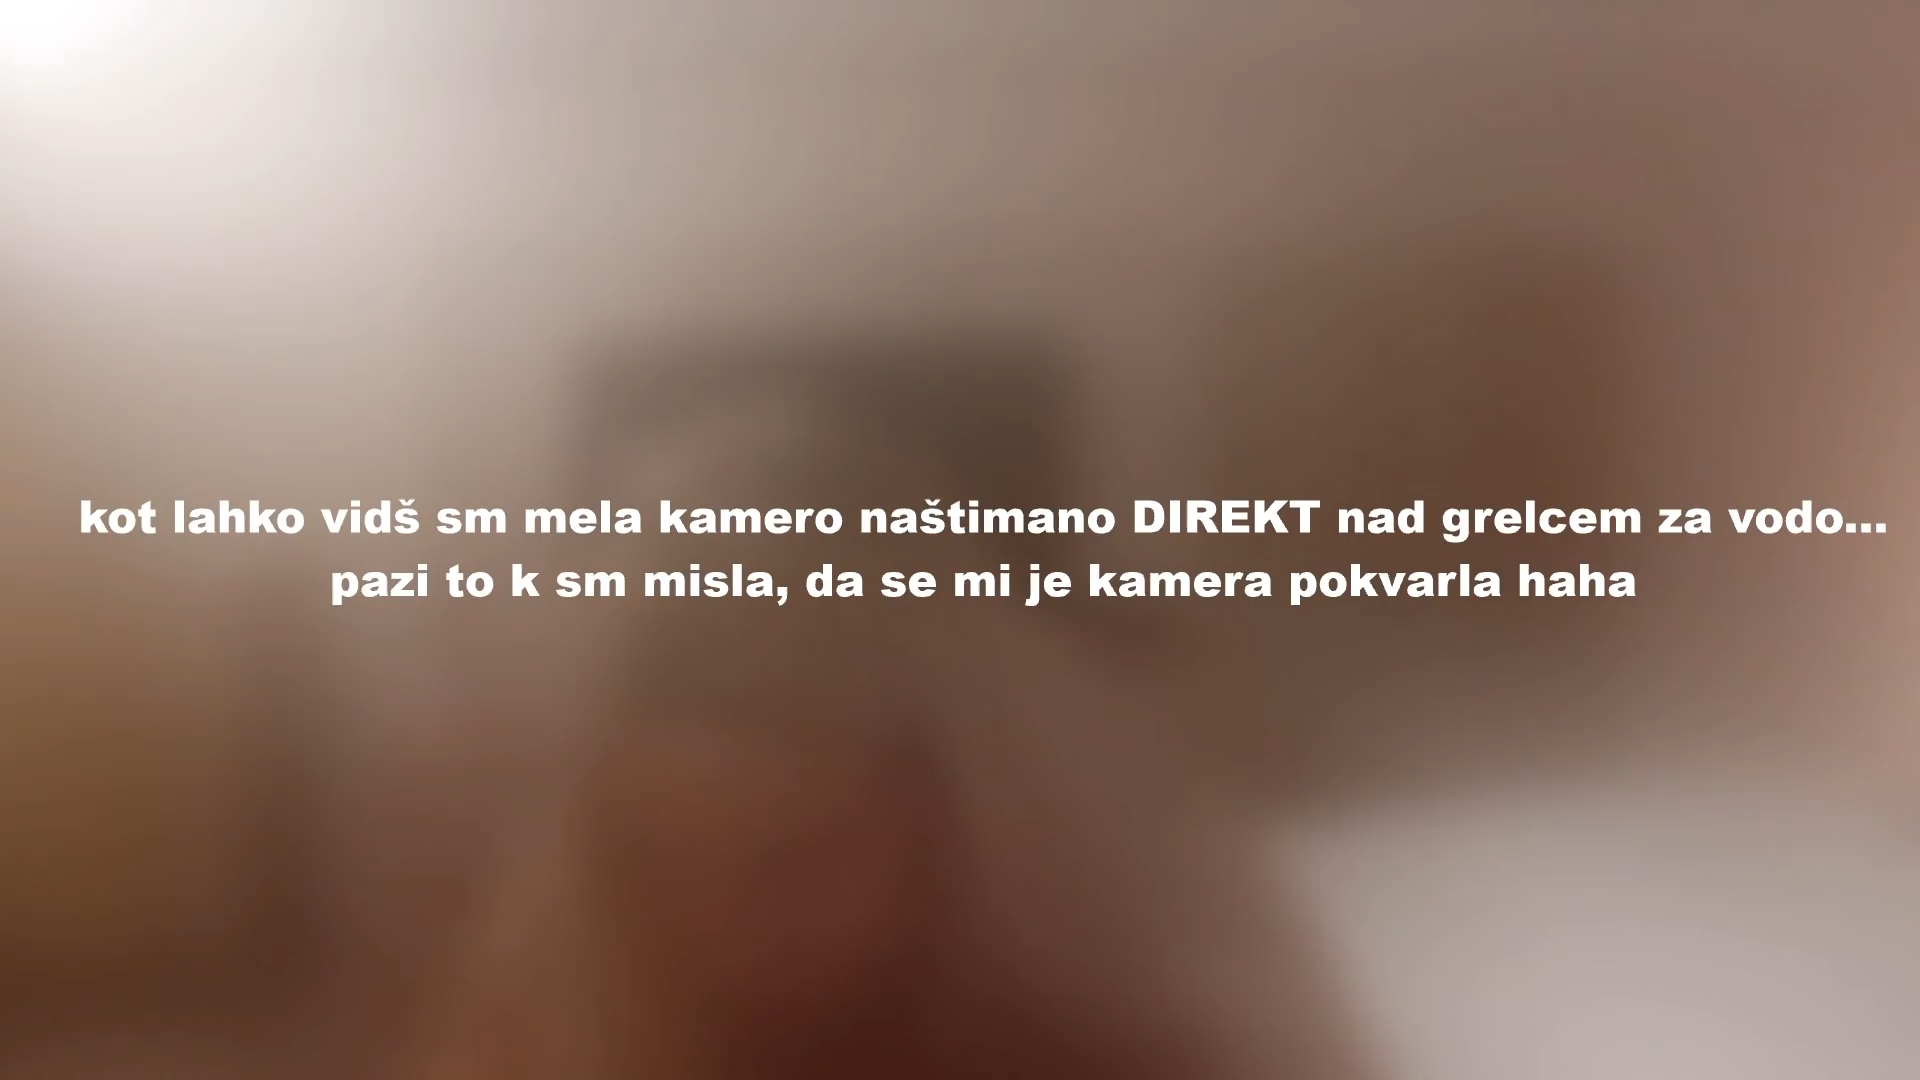 kot lahko vidš sm mela kamero naštimano DIREKT nad grelcem za vodo...
pazi to k sm misla, da se mi je kamera pokvarla haha